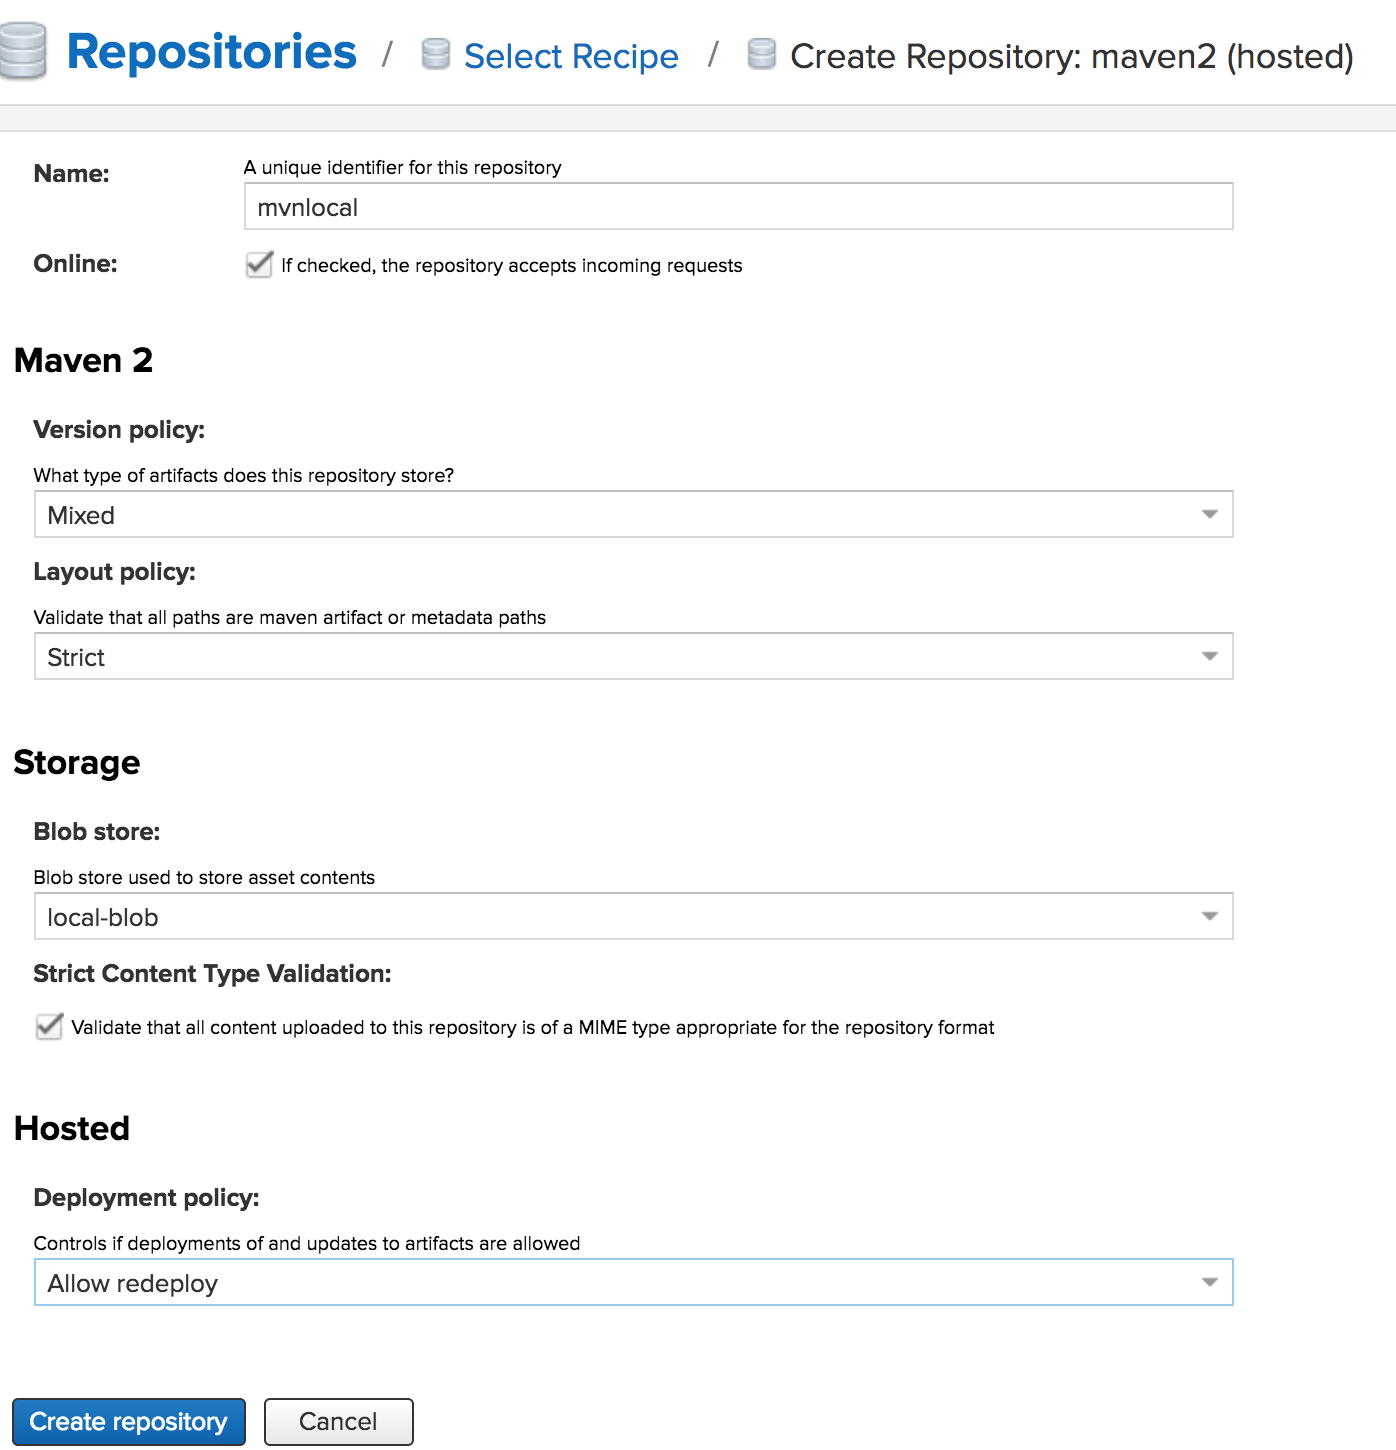 Repositories / Select Recipe / Create Repository: maven2 (hosted)
Name:
A unique identifier for this repository
mvnlocal
Online:
If checked, the repository accepts incoming requests
Maven 2
Version policy:
What type of artifacts does this repository store?
Mixed
Layout policy:
Validate that all paths are maven artifact or metadata paths
Strict
Storage
Blob store:
Blob store used to store asset contents
local-blob
Strict Content Type Validation:
Validate that all content uploaded to this repository is of a MIME type appropriate for the repository format
Hosted
Deployment policy:
Controls if deployments of and updates to artifacts are allowed
Allow redeploy
Create repository Cancel